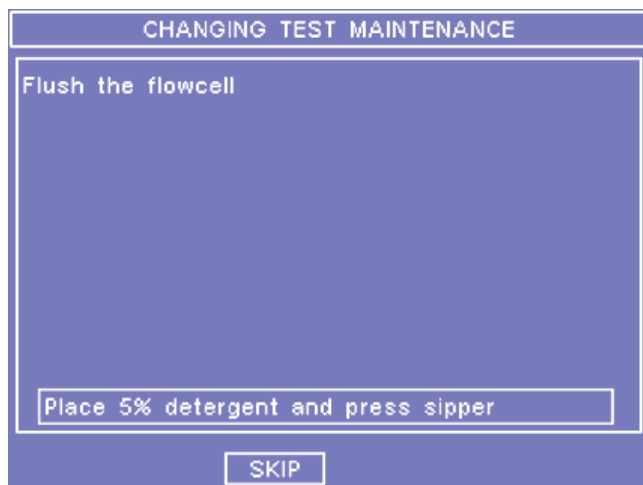 CHANGING TEST MAINTENANCE
Flush the flowcell
Place 5% detergent and press sipper
SKIP